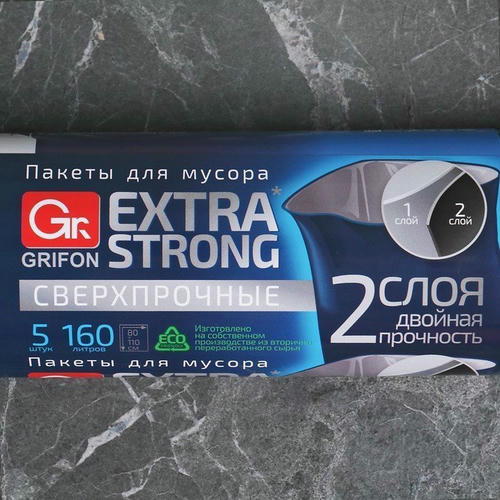 Пакеты для мусора
Gr
GRIFON
EXTRA*
STRONG
СВЕРХПРОЧНЫЕ
1
слой
2
слой
2 СЛОЯ
двойная
прочность
5
штук
160
литров
80
110
см
ECO
Изготовлено
на собственном
производстве из вторично
переработанного сырья
Пакеты для мусора